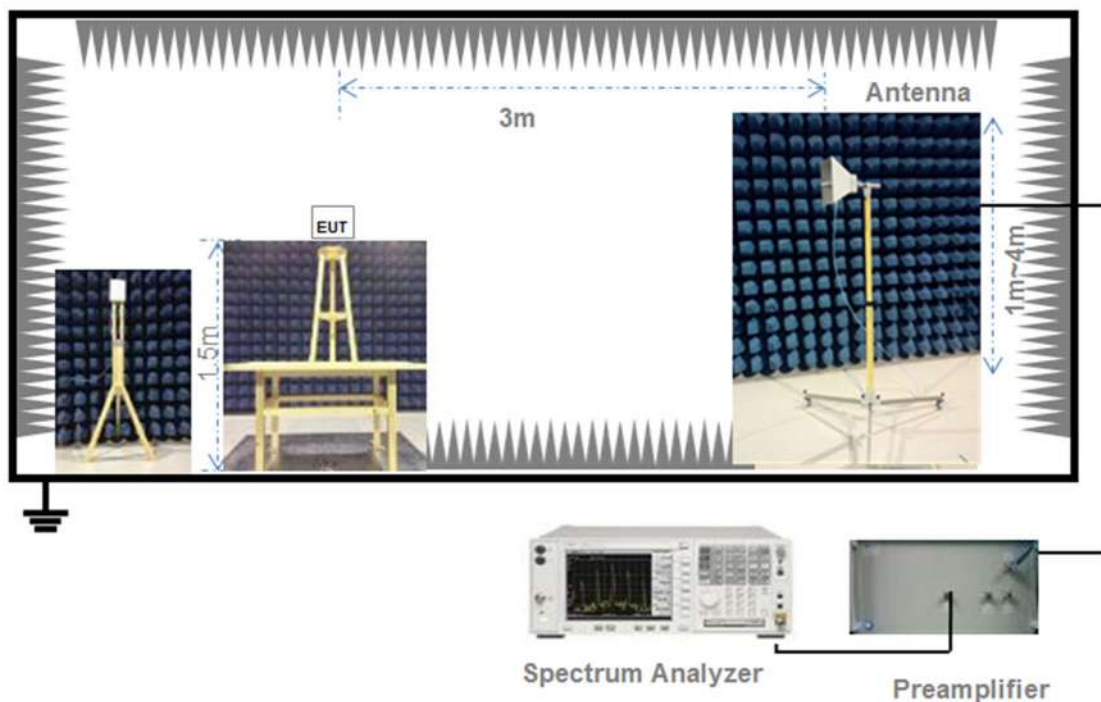 Antenna
3m
EUT
1.5m
1m~4m
Spectrum Analyzer
Preamplifier